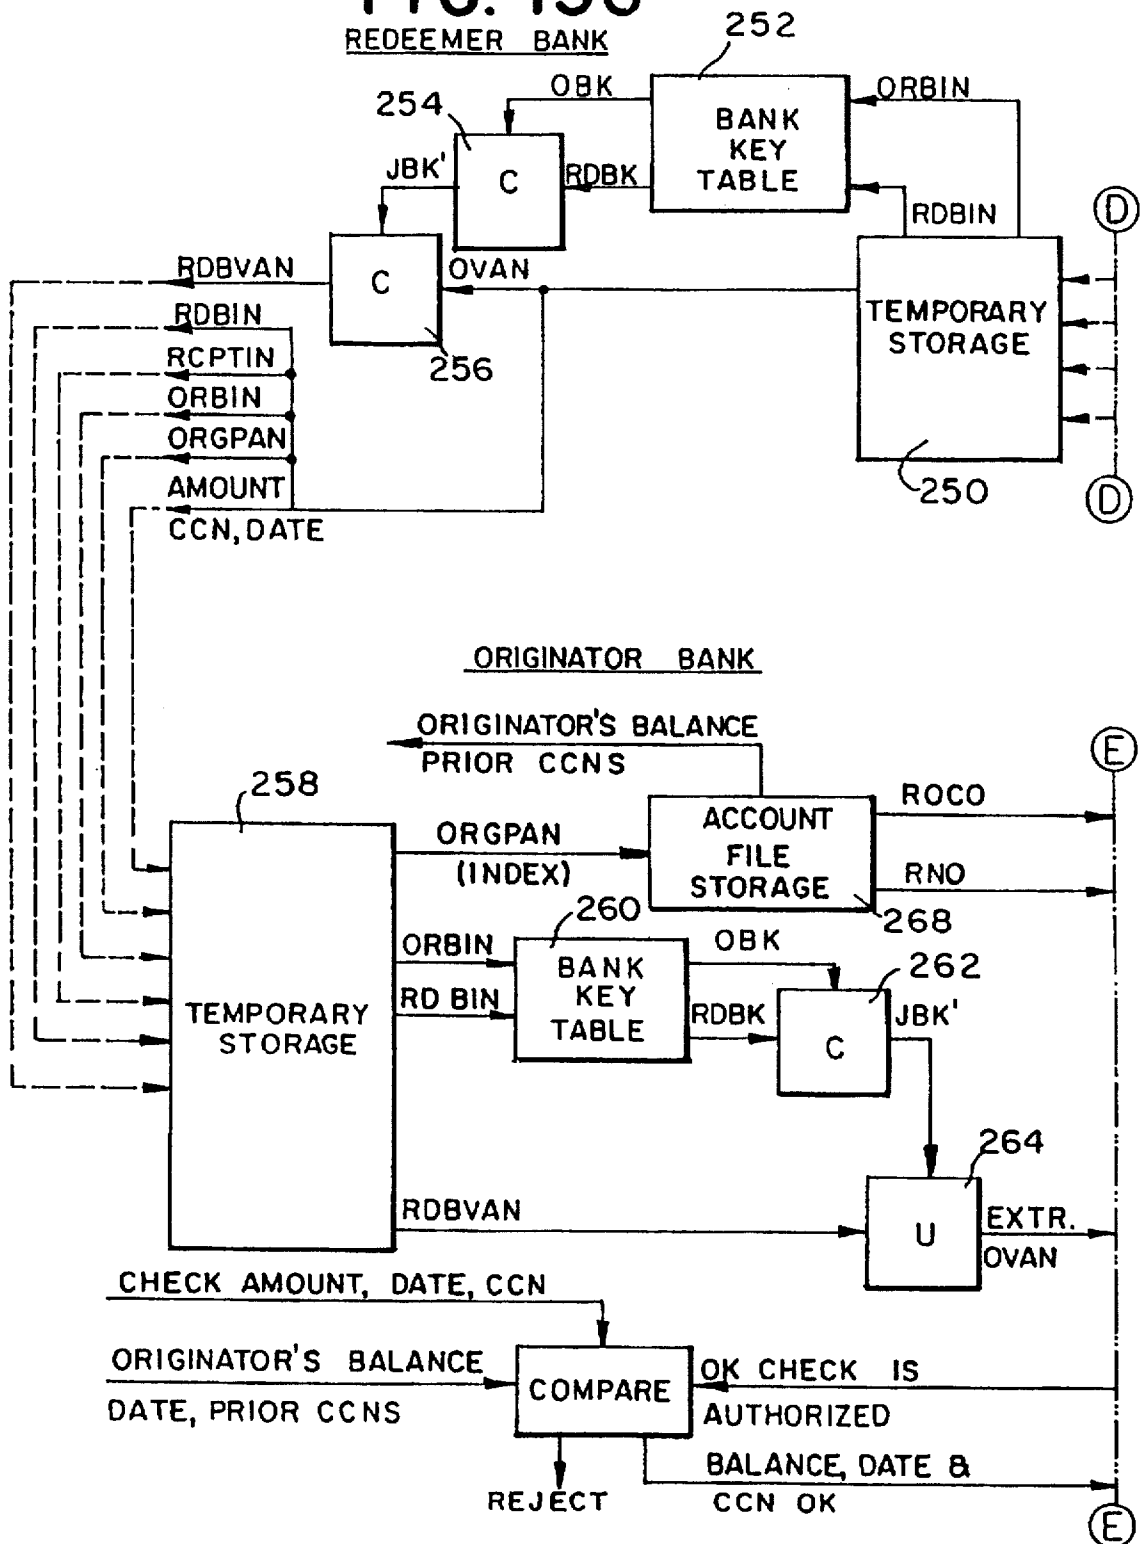 REDEEMER BANK
252
254
OBK
ORBIN
BANK
KEY
TABLE
C
JBK'
RDBK
RDBIN
D
RDBVAN
C
OVAN
TEMPORARY
STORAGE
RDBIN
256
RCPTIN
ORBIN
ORGPAN
AMOUNT
CCN, DATE
250
D
ORIGINATOR BANK
ORIGINATOR'S BALANCE
PRIOR CCNS
E
258
ROCO
ACCOUNT
FILE
STORAGE
ORGPAN
(INDEX)
RNO
260
268
ORBIN
OBK
262
BANK
KEY
TABLE
RD BIN
RDBK
JBK'
TEMPORARY
STORAGE
C
264
RDBVAN
U
EXTR.
OVAN
CHECK AMOUNT, DATE, CCN
ORIGINATOR'S BALANCE
DATE, PRIOR CCNS
COMPARE
OK CHECK IS
AUTHORIZED
REJECT
BALANCE, DATE &
CCN OK
E